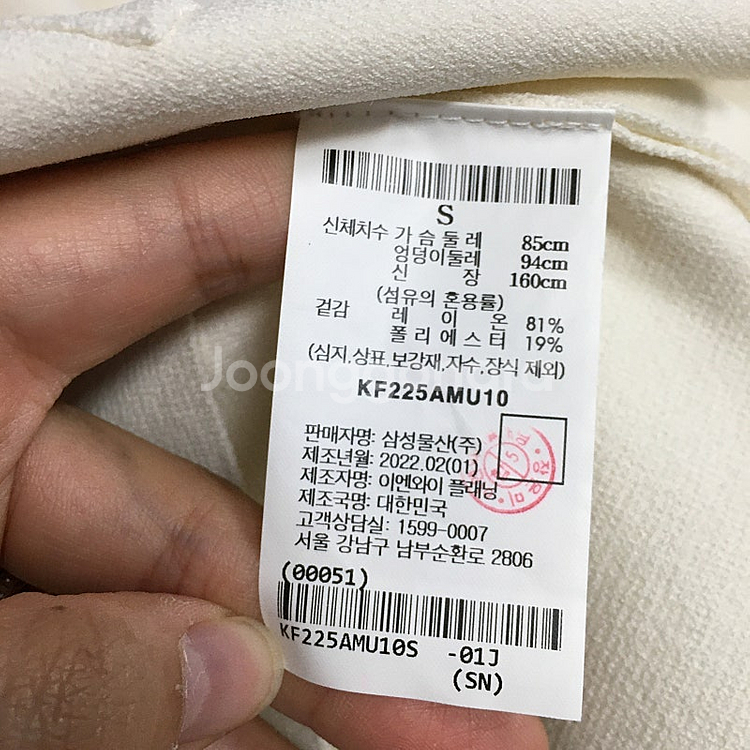 S
신체치수 가 슴 둘 레 85cm
엉덩이둘레 94cm
신 장 160cm
(섬유의 혼용률)
겉감 레 이 온 81%
폴 리 에 스 터 19%
(심지,상표,보강재,자수,장식 제외)
KF225AMU10
판매자명: 삼성물산(주)
제조년월: 2022.02(01)
제조자명: 이엔와이 플래닝
제조국명: 대한민국
고객상담실: 1599-0007
서울 강남구 남부순환로 2806
(00051)
KF225AMU10S -01J
(SN)